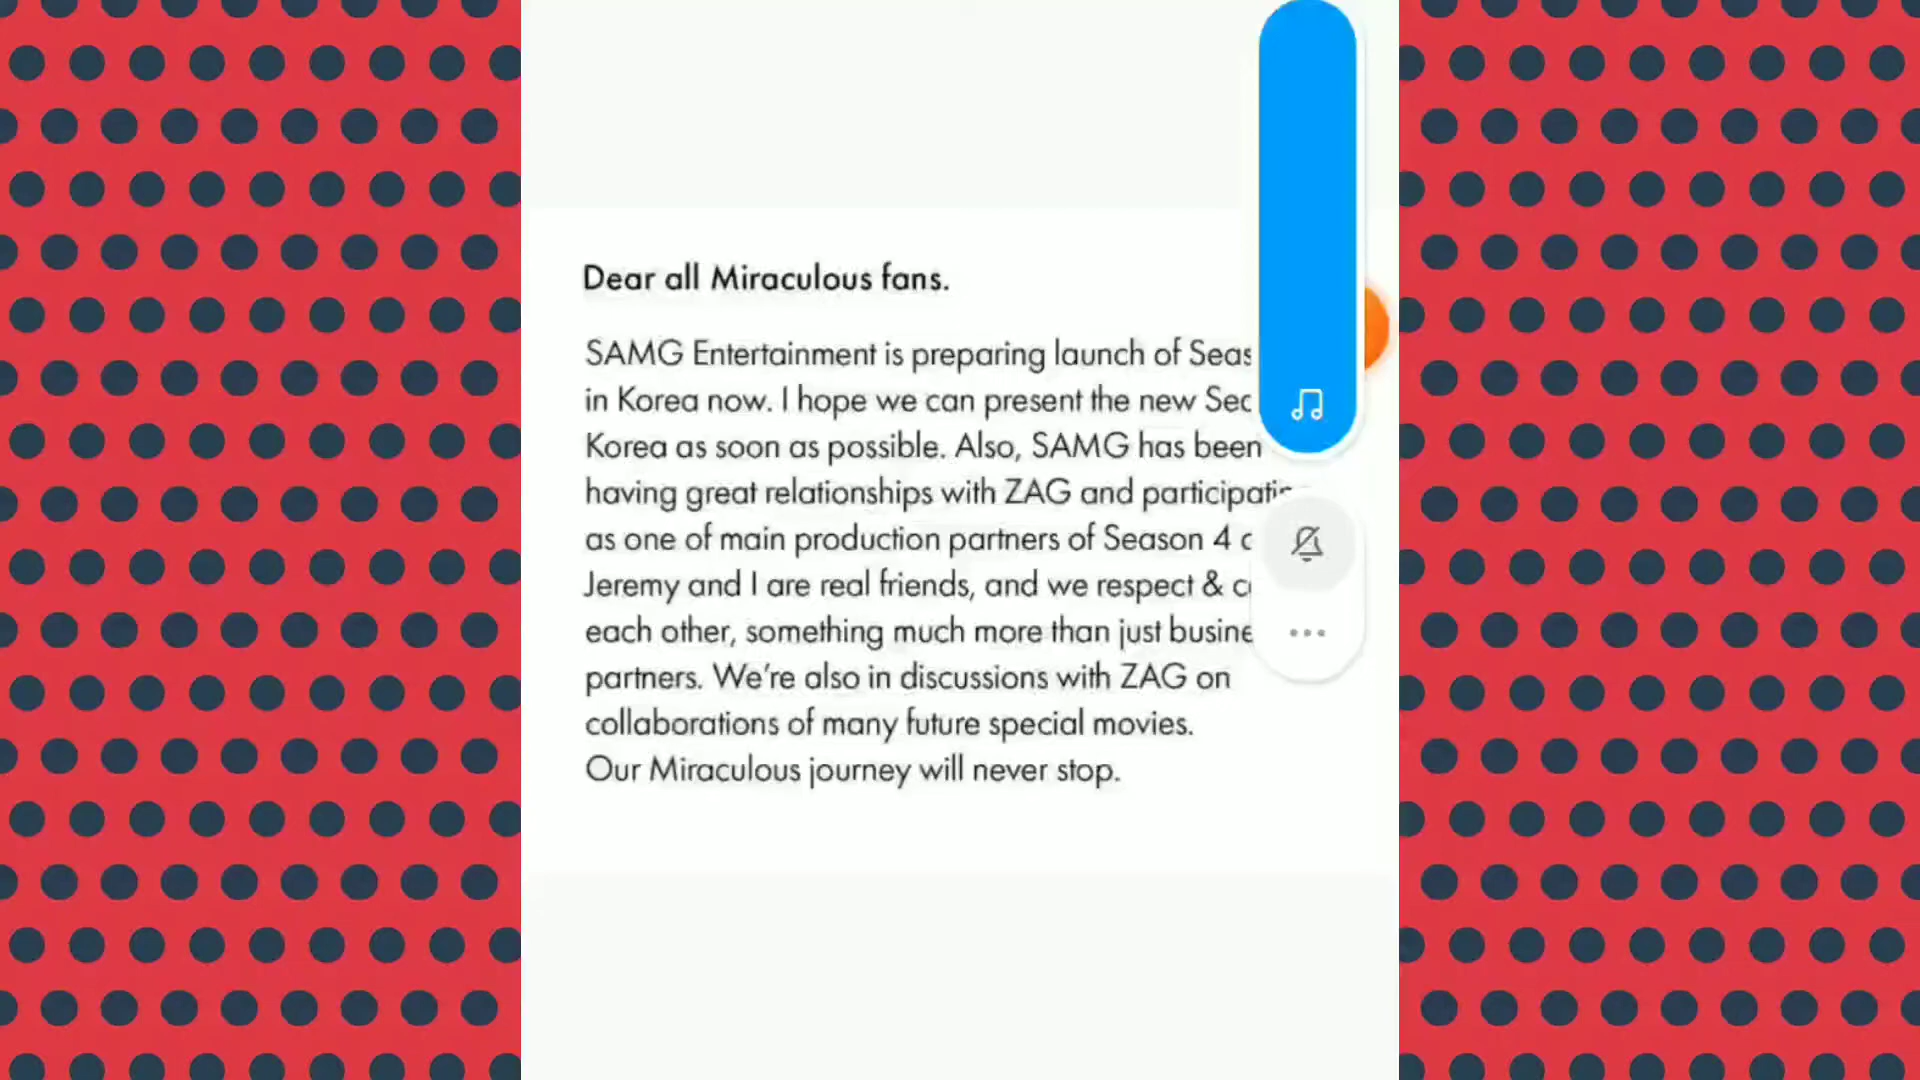 Dear all Miraculous fans.
SAMG Entertainment is preparing launch of
in Korea now. I hope we can present the new
Korea as soon as possible. Also, SAMG has been
having great relationships with ZAG and
as one of main production partners of Season 4
Jeremy and I are real friends, and we respect &
each other, something much more than just
partners. We're also in discussions with ZAG on
collaborations of many future special movies.
Our Miraculous journey will never stop.